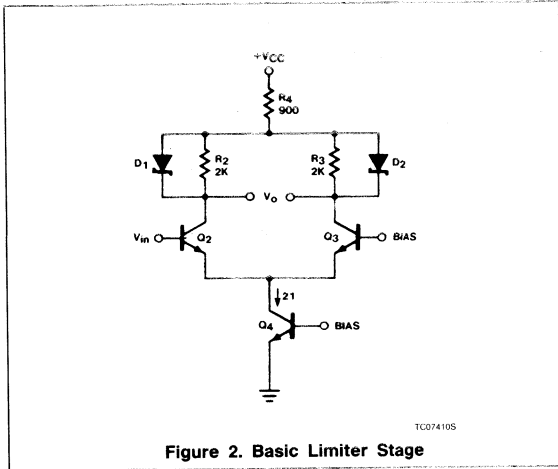 +VCC
R4
900
D1
R2
2K
R3
2K
D2
Vo
Vin
Q2
Q3
BIAS
21
Q4
BIAS
TC07410S
Figure 2. Basic Limiter Stage